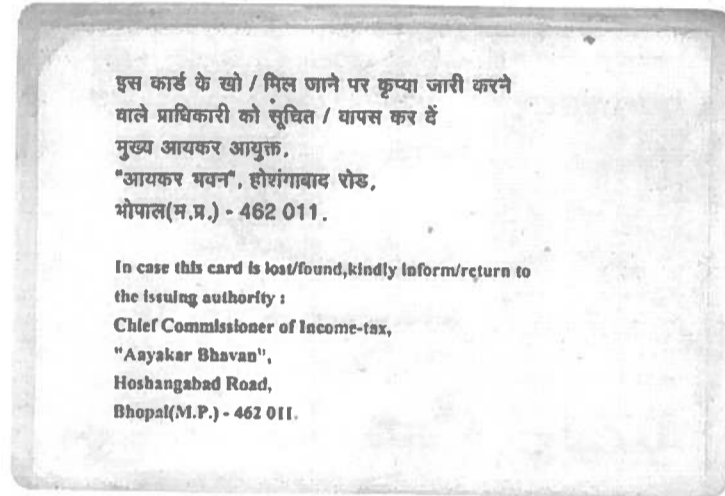 इस कार्ड के खो / मिल जाने पर कृप्या जारी करने
वाले प्राधिकारी को सूचित / वापस कर दें
मुख्य आयकर आयुक्त,
"आयकर भवन", होशंगाबाद रोड,
भोपाल(म.प्र.) - 462 011.
In case this card is lost/found,kindly inform/return to
the issuing authority :
Chief Commissioner of Income-tax,
"Aayakar Bhavan",
Hoshangabad Road,
Bhopal(M.P.) - 462 011.